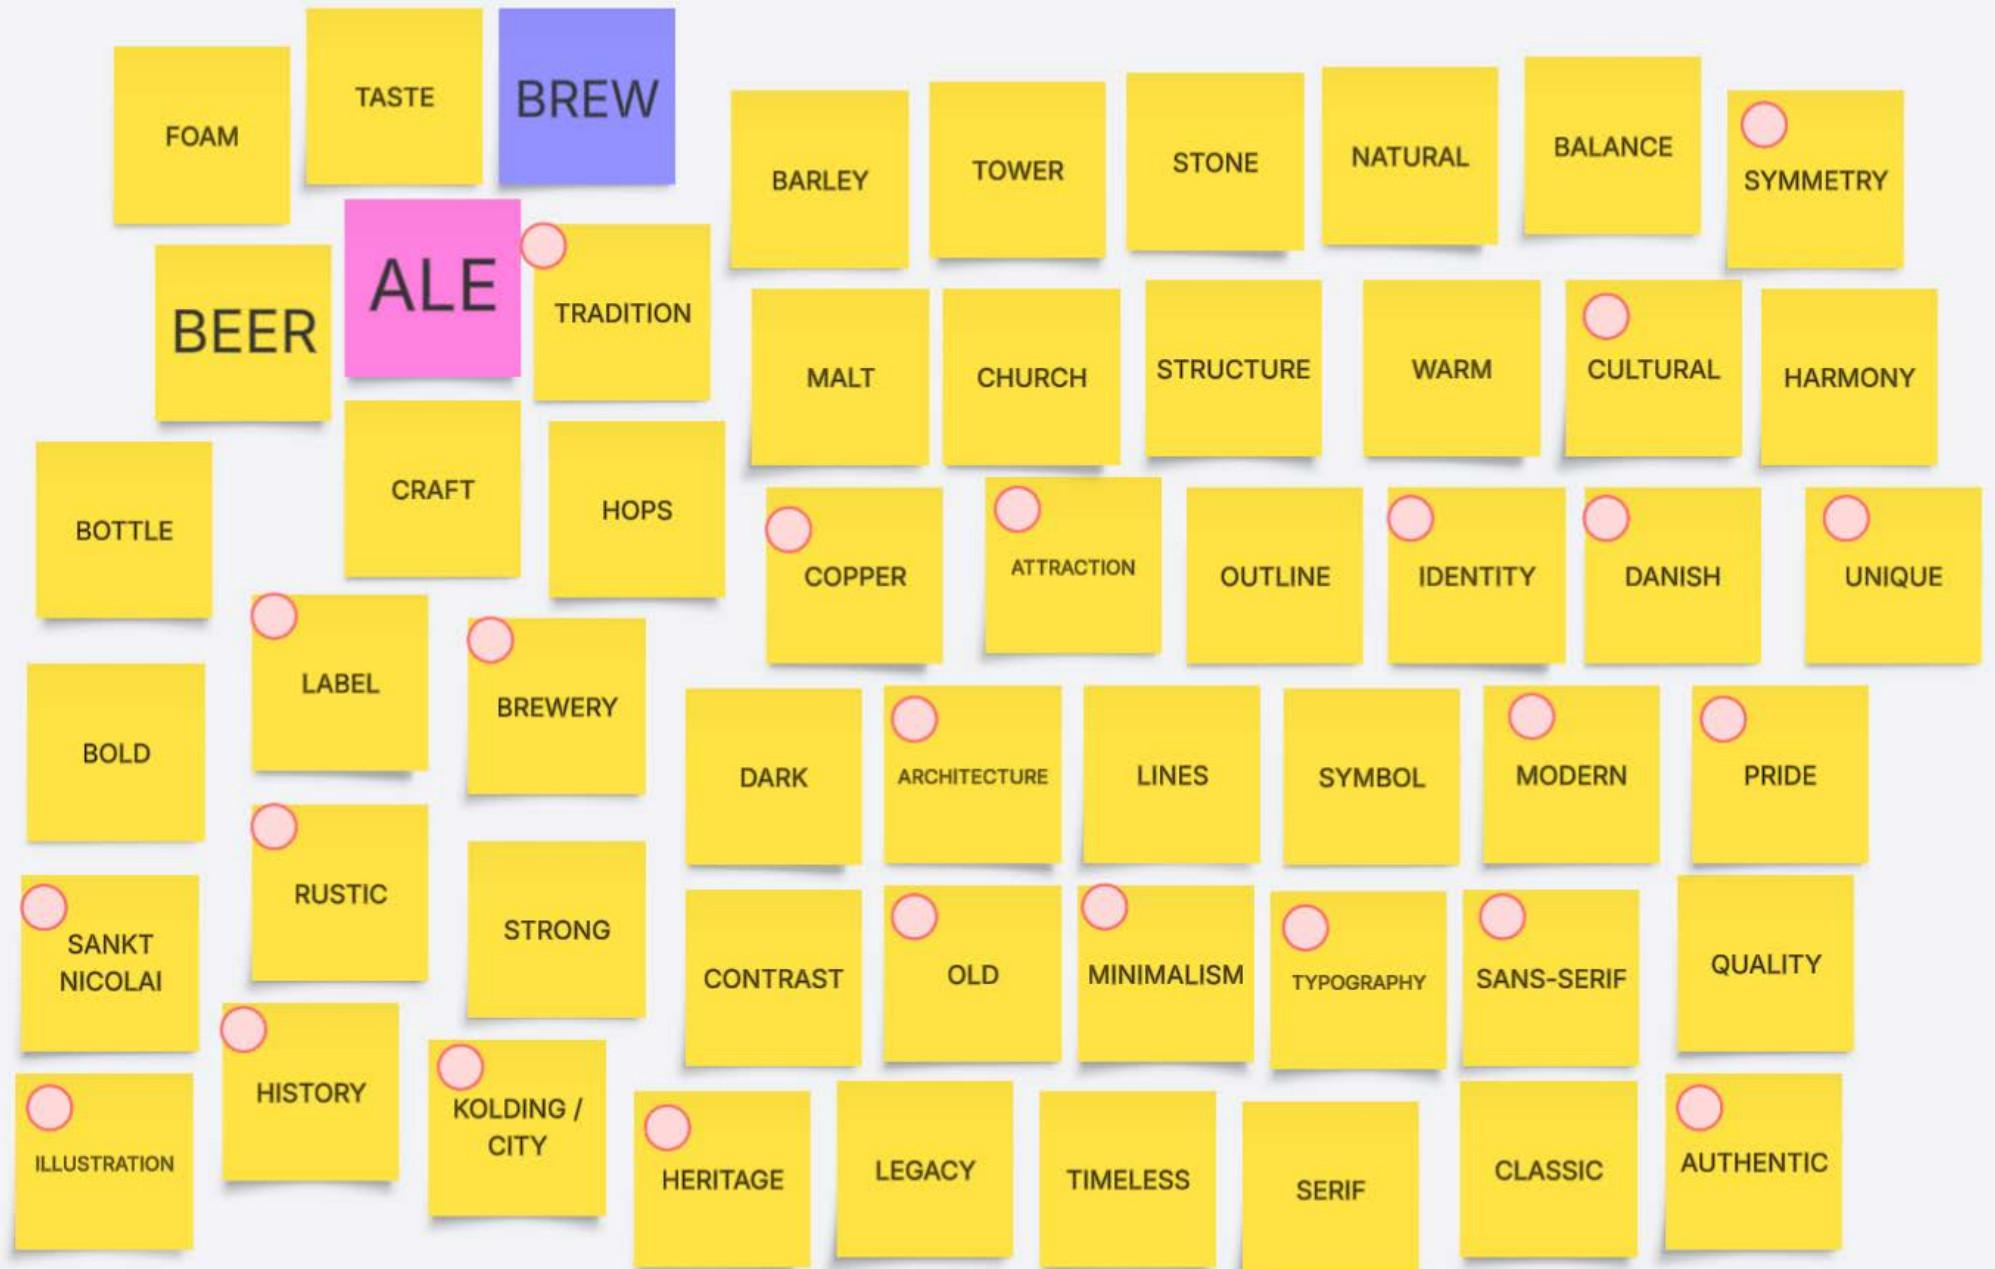 FOAM
TASTE
BREW
BARLEY
TOWER
STONE
NATURAL
BALANCE
SYMMETRY
BEER
ALE
TRADITION
MALT
CHURCH
STRUCTURE
WARM
CULTURAL
HARMONY
BOTTLE
CRAFT
HOPS
COPPER
ATTRACTION
OUTLINE
IDENTITY
DANISH
UNIQUE
BOLD
LABEL
BREWERY
DARK
ARCHITECTURE
LINES
SYMBOL
MODERN
PRIDE
SANKT
NICOLAI
RUSTIC
STRONG
CONTRAST
OLD
MINIMALISM
TYPOGRAPHY
SANS-SERIF
QUALITY
ILLUSTRATION
HISTORY
KOLDING /
CITY
HERITAGE
LEGACY
TIMELESS
SERIF
CLASSIC
AUTHENTIC